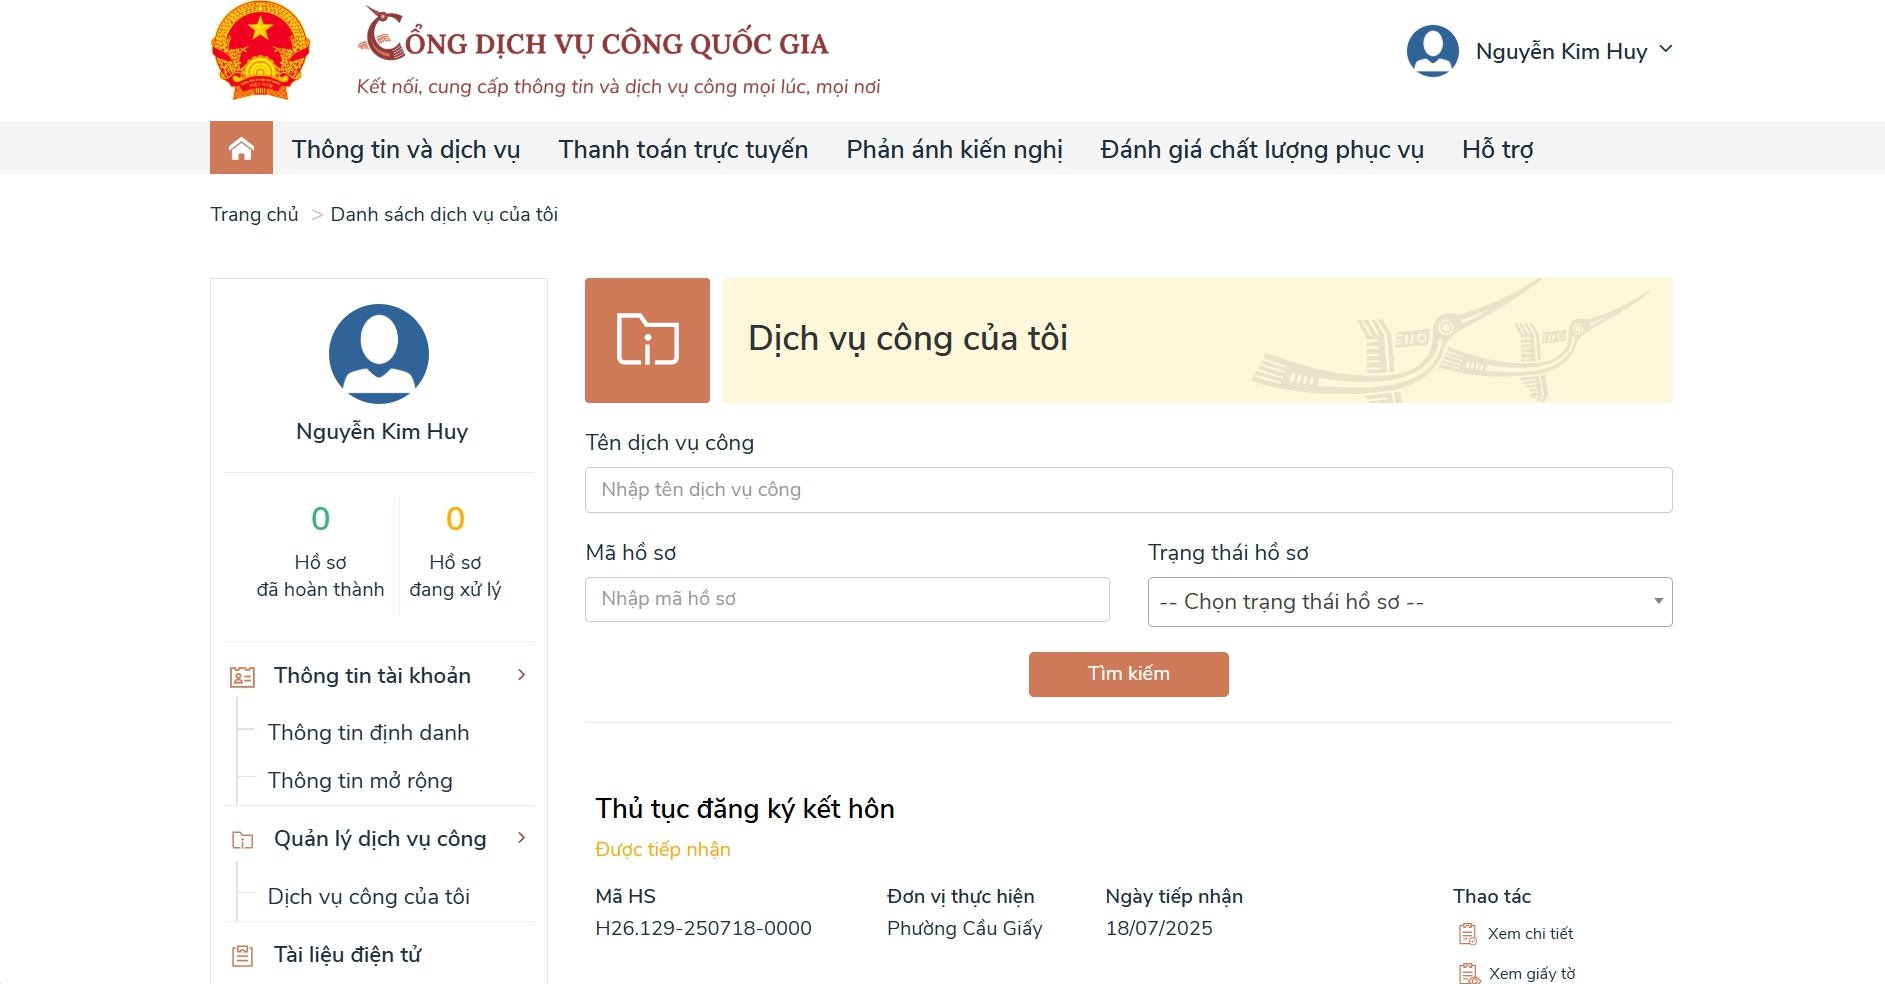 CỔNG DỊCH VỤ CÔNG QUỐC GIA
Kết nối, cung cấp thông tin và dịch vụ công mọi lúc, mọi nơi
Nguyễn Kim Huy
Thông tin và dịch vụ
Thanh toán trực tuyến
Phản ánh kiến nghị
Đánh giá chất lượng phục vụ
Hỗ trợ
Trang chủ > Danh sách dịch vụ của tôi
Nguyễn Kim Huy
0
Hồ sơ
đã hoàn thành
0
Hồ sơ
đang xử lý
Thông tin tài khoản
Thông tin định danh
Thông tin mở rộng
Quản lý dịch vụ công
Dịch vụ công của tôi
Tài liệu điện tử
Dịch vụ công của tôi
Tên dịch vụ công
Nhập tên dịch vụ công
Mã hồ sơ
Nhập mã hồ sơ
Trạng thái hồ sơ
-- Chọn trạng thái hồ sơ --
Tìm kiếm
Thủ tục đăng ký kết hôn
Được tiếp nhận
Mã HS
H26.129-250718-0000
Đơn vị thực hiện
Phường Cầu Giấy
Ngày tiếp nhận
18/07/2025
Thao tác
Xem chi tiết
Xem giấy tờ